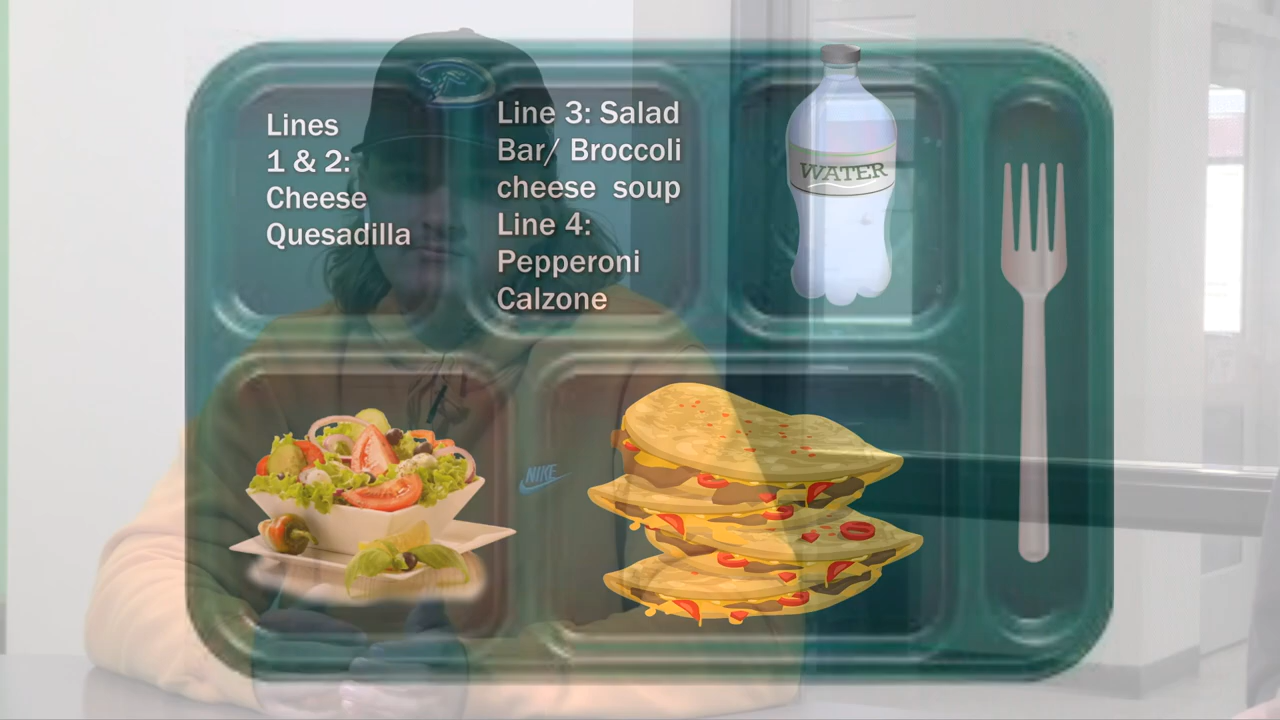 Lines
1 & 2:
Cheese
Quesadilla
Line 3: Salad
Bar/ Broccoli
cheese soup
Line 4:
Pepperoni
Calzone
WATER
NIKE